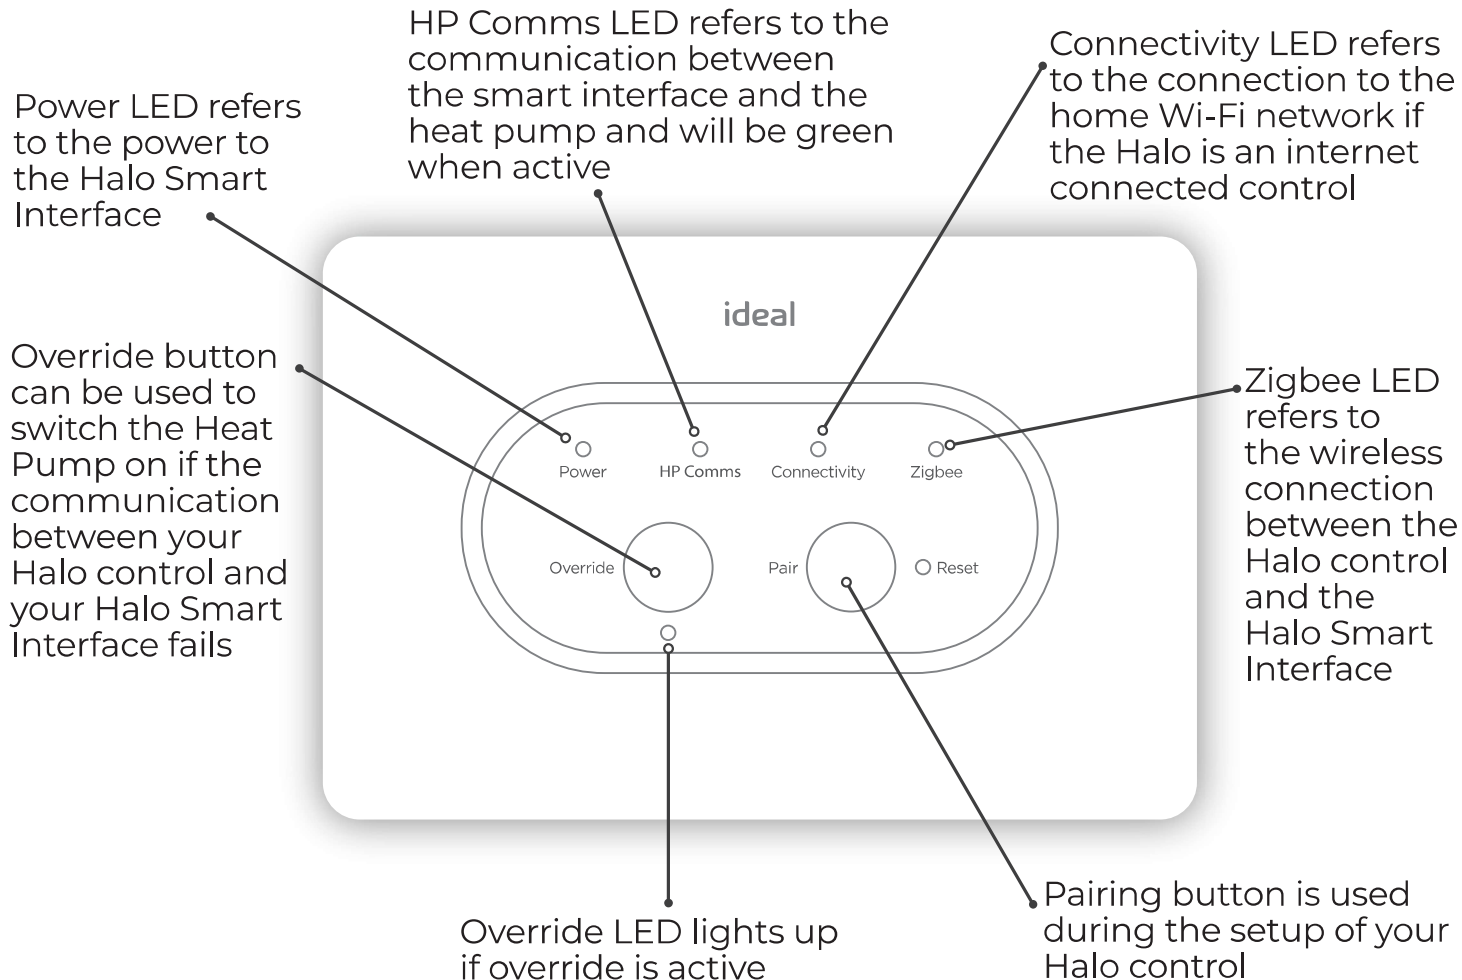 HP Comms LED refers to the
communication between
the smart interface and the
heat pump and will be green
when active
Connectivity LED refers
to the connection to the
home Wi-Fi network if
the Halo is an internet
connected control
Power LED refers
to the power to
the Halo Smart
Interface
ideal
Override button
can be used to
switch the Heat
Pump on if the
communication
between your
Halo control and
your Halo Smart
Interface fails
Zigbee LED
refers to
the wireless
connection
between the
Halo control
and the
Halo Smart
Interface
Power
HP Comms
Connectivity
Zigbee
Override
Pair
Reset
Override LED lights up
if override is active
Pairing button is used
during the setup of your
Halo control